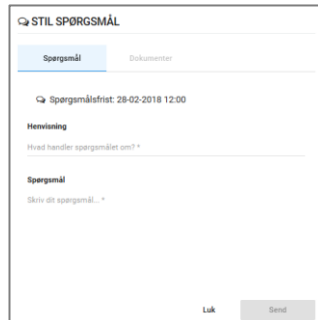 STIL SPØRGSMÅL
Spørgsmål Dokumenter
Spørgsmålsfrist: 28-02-2018 12:00
Henvisning
Hvad handler spørgsmålet om? *
Spørgsmål
Skriv dit spørgsmål... *
Luk Send